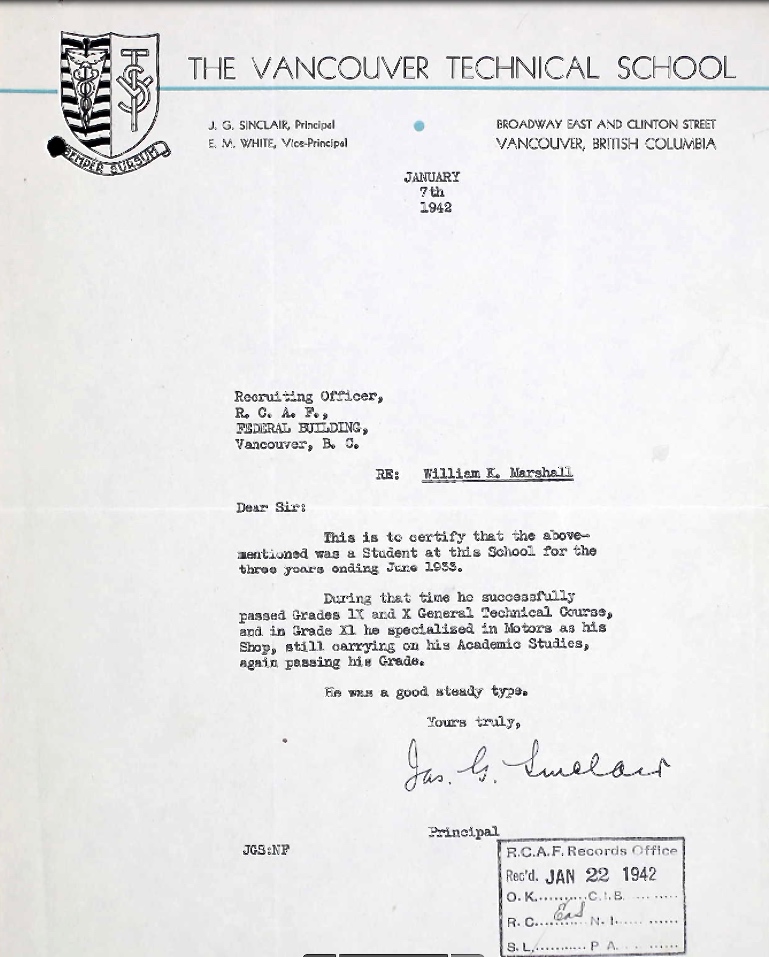 THE VANCOUVER TECHNICAL SCHOOL
J. G. SINCLAIR, Principal
E. M. WHITE, Vice-Principal
BROADWAY EAST AND CLINTON STREET
VANCOUVER, BRITISH COLUMBIA
SEMPER SURSUM
JANUARY
7th
1942
Recruiting Officer,
R. C. A. F.,
FEDERAL BUILDING,
Vancouver, B. C.
RE: William K. Marshall
Dear Sir:
This is to certify that the above-
mentioned was a Student at this School for the
three years ending June 1933.
During that time he successfully
passed Grades 1X and X General Technical Course,
and in Grade X1 he specialized in Motors as his
Shop, still carrying on his Academic Studies,
again passing his Grade.
He was a good steady type.
Yours truly,
Jas. G. Sinclair
Principal
JGS:NF
R.C.A.F. Records Office
Rec'd. JAN 22 1942
O. K..........C.I.B. ..........
R. C..........N. I. ..........
S. L...........P A. ..........